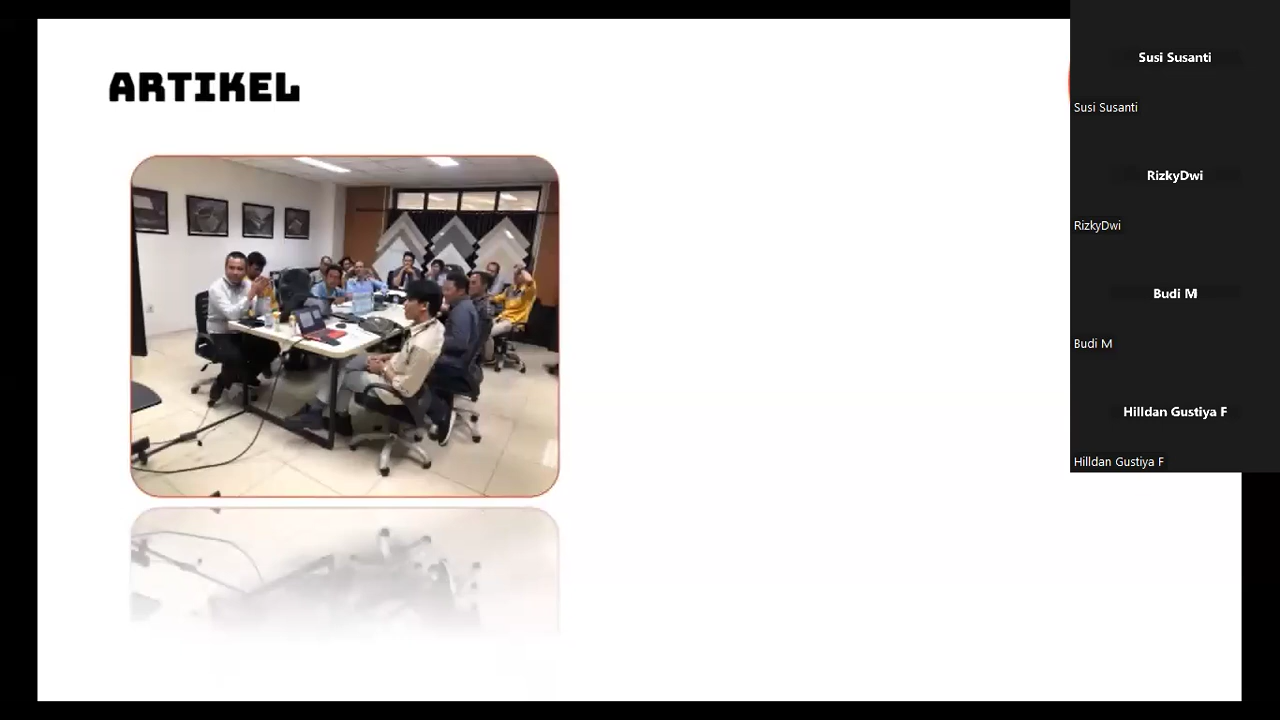 ARTIKEL
Susi Susanti
Susi Susanti
RizkyDwi
RizkyDwi
Budi M
Budi M
Hilldan Gustiya F
Hilldan Gustiya F